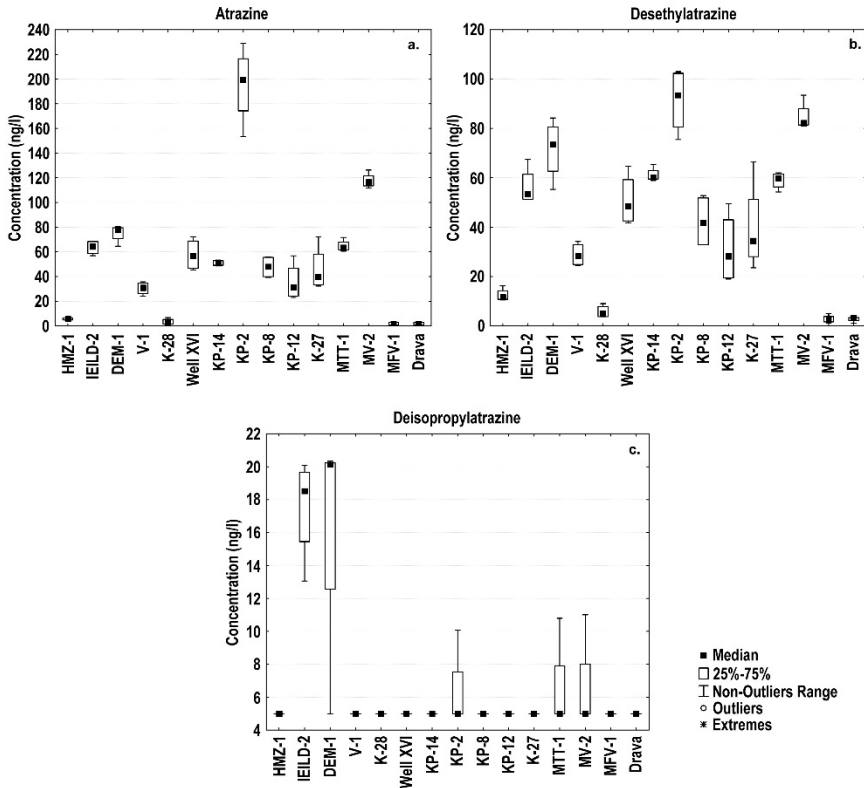 Atrazine
a.
Concentration (ng/l)
240
220
200
180
160
140
120
100
80
60
40
20
0
HMZ-1
IEILD-2
DEM-1
V-1
K-28
Well XVI
KP-14
KP-2
KP-8
KP-12
K-27
MTT-1
MV-2
MFV-1
Drava
Desethylatrazine
b.
Concentration (ng/l)
120
100
80
60
40
20
0
HMZ-1
IEILD-2
DEM-1
V-1
K-28
Well XVI
KP-14
KP-2
KP-8
KP-12
K-27
MTT-1
MV-2
MFV-1
Drava
Deisopropylatrazine
c.
Concentration (ng/l)
22
20
18
16
14
12
10
8
6
4
HMZ-1
IEILD-2
DEM-1
V-1
K-28
Well XVI
KP-14
KP-2
KP-8
KP-12
K-27
MTT-1
MV-2
MFV-1
Drava
Median
25%-75%
Non-Outliers Range
Outliers
Extremes